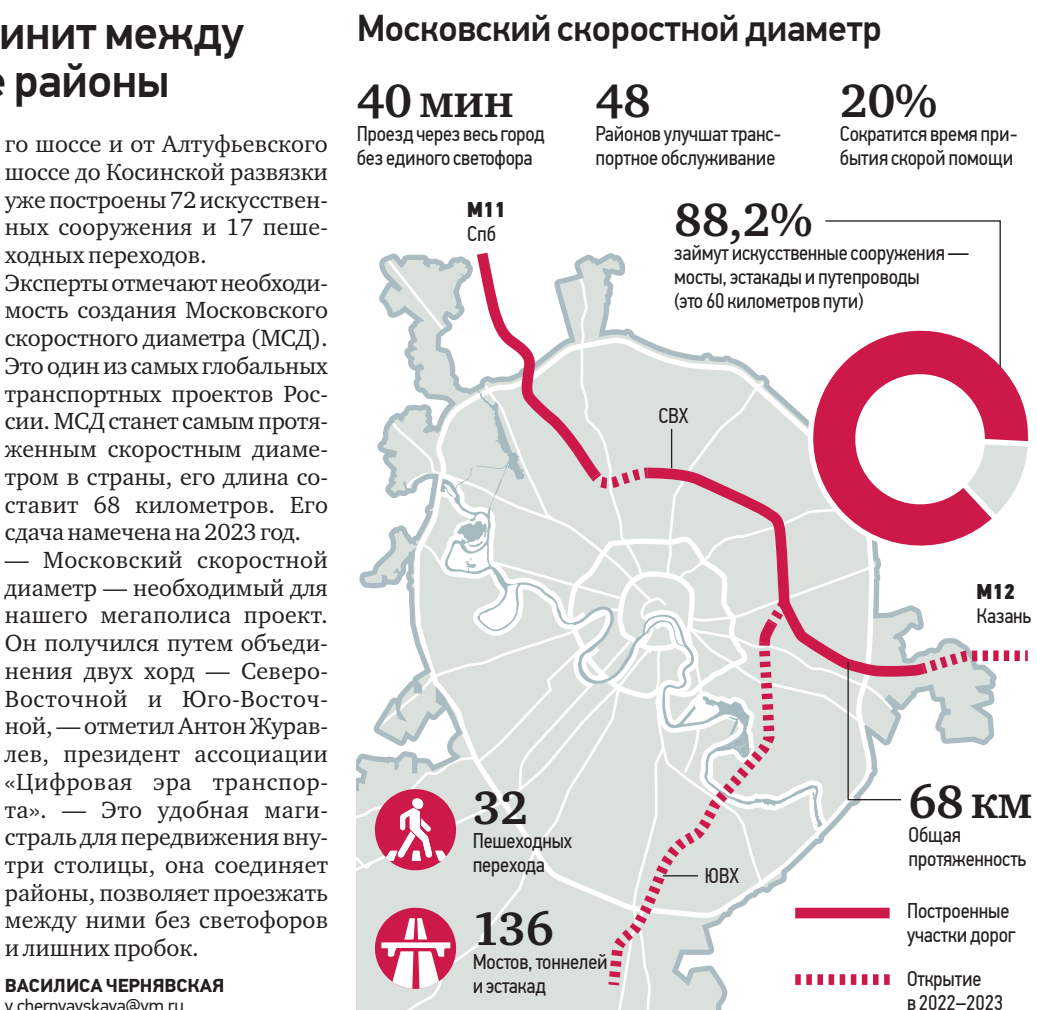 инит между
е районы
го шоссе и от Алтуфьевского
шоссе до Косинской развязки
уже построены 72 искусствен-
ных сооружения и 17 пеше-
ходных переходов.
Эксперты отмечают необходи-
мость создания Московского
скоростного диаметра (МСД).
Это один из самых глобальных
транспортных проектов Рос-
сии. МСД станет самым протя-
женным скоростным диаме-
тром в страны, его длина со-
ставит 68 километров. Его
сдача намечена на 2023 год.
— Московский скоростной
диаметр — необходимый для
нашего мегаполиса проект.
Он получился путем объеди-
нения двух хорд — Северо-
Восточной и Юго-Восточ-
ной, — отметил Антон Журав-
лев, президент ассоциации
«Цифровая эра транспор-
та». — Это удобная маги-
страль для передвижения вну-
три столицы, она соединяет
районы, позволяет проезжать
между ними без светофоров
и лишних пробок.
ВАСИЛИСА ЧЕРНЯВСКАЯ
v.chernyavskaya@vm.ru
Московский скоростной диаметр
40 мин
Проезд через весь город
без единого светофора
48
Районов улучшат транс-
портное обслуживание
20%
Сократится время при-
бытия скорой помощи
М11
Спб
88,2%
займут искусственные сооружения —
мосты, эстакады и путепроводы
(это 60 километров пути)
СВХ
М12
Казань
32
Пешеходных
перехода
ЮВХ
68 км
Общая
протяженность
136
Мостов, тоннелей
и эстакад
Построенные
участки дорог
Открытие
в 2022–2023